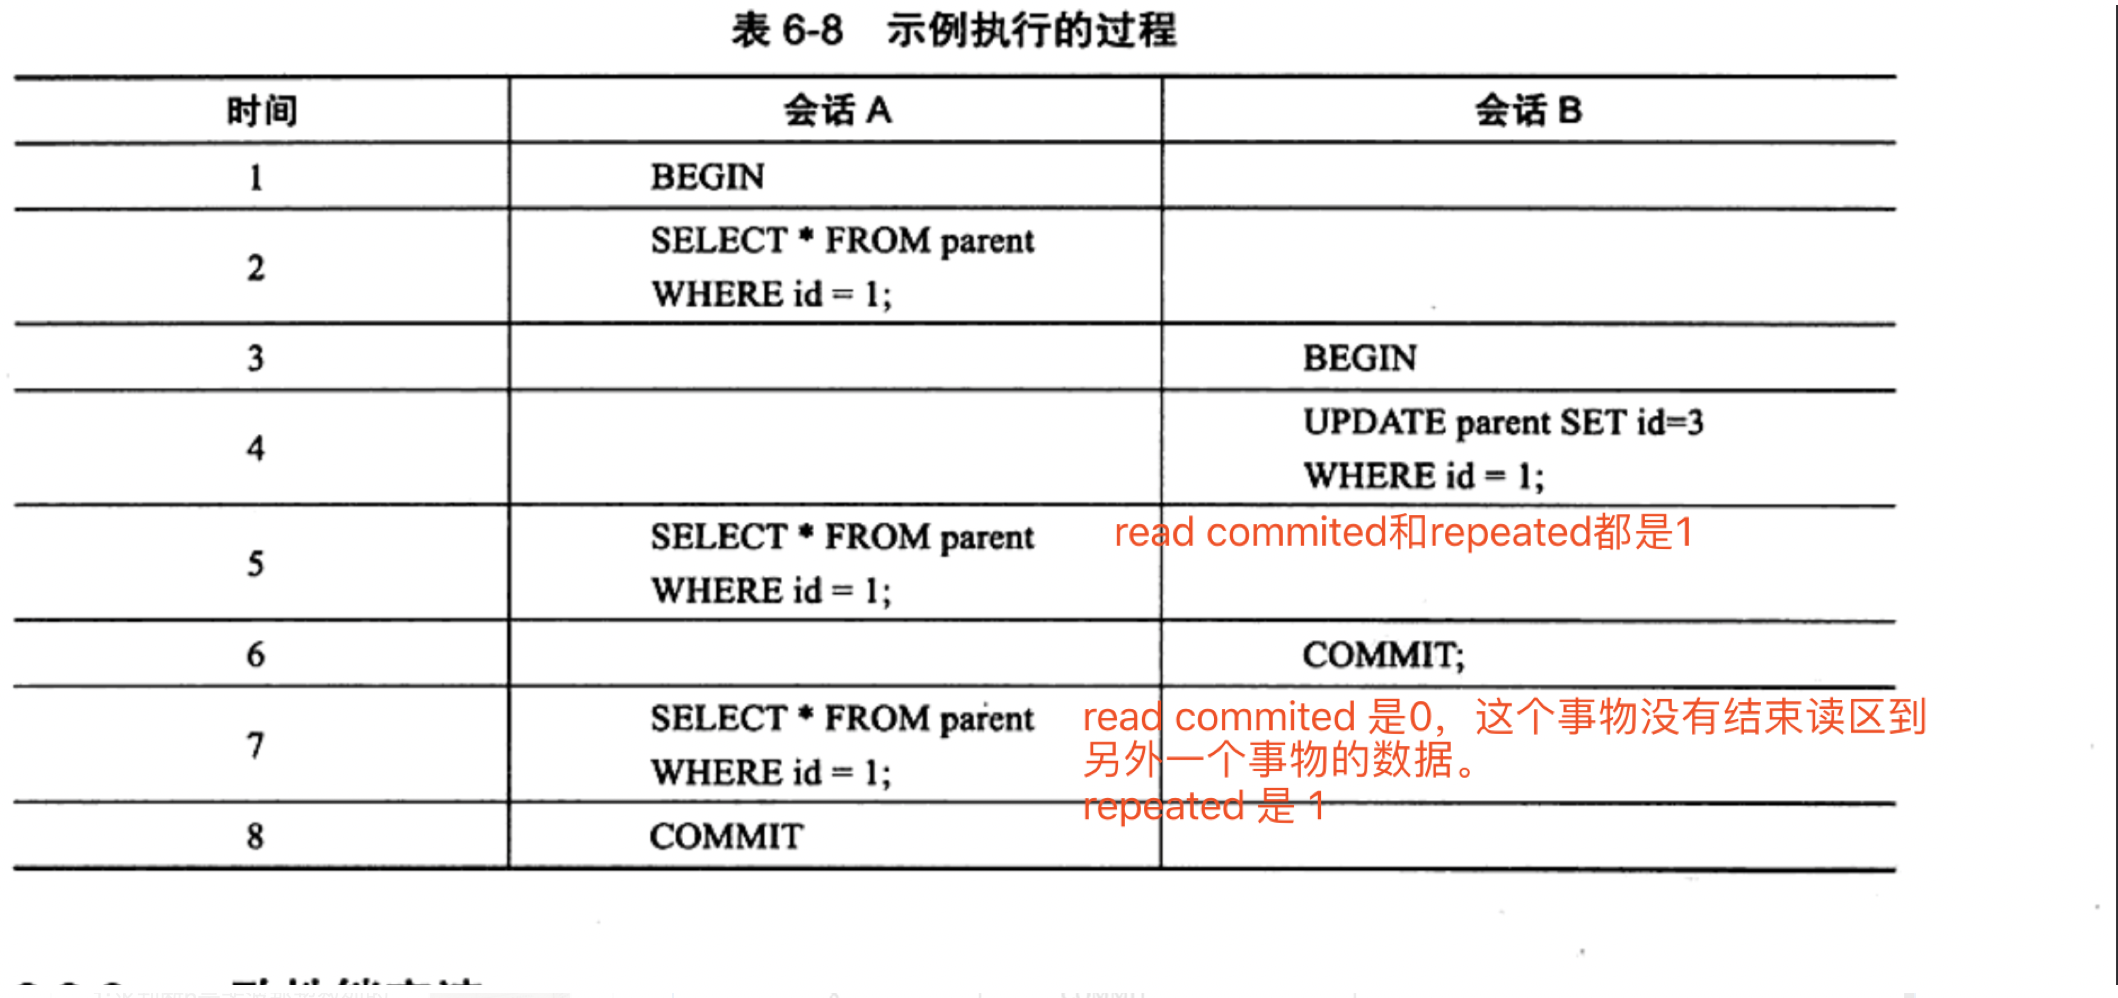 表 6-8 示例执行的过程
时间 会话 A 会话 B
1 BEGIN
2 SELECT * FROM parent
WHERE id = 1;
3 BEGIN
4 UPDATE parent SET id=3
WHERE id = 1;
5 SELECT * FROM parent
WHERE id = 1;
read commited和repeated都是1
6 COMMIT;
7 SELECT * FROM parent
WHERE id = 1;
read commited 是0，这个事物没有结束读区到
另外一个事物的数据。
repeated 是 1
8 COMMIT